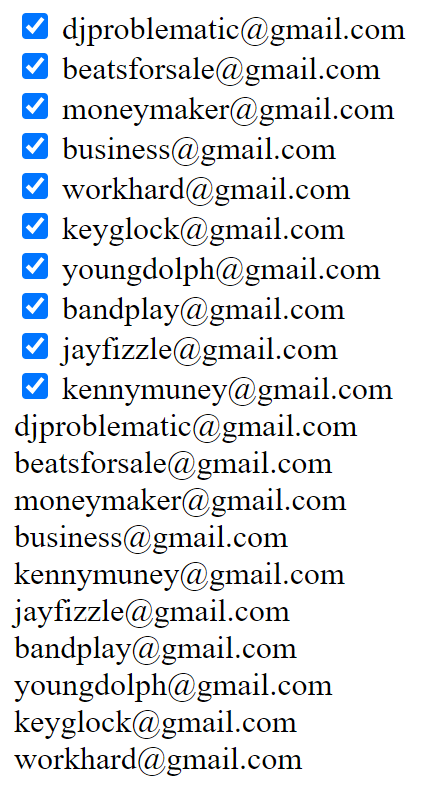 djproblematic@gmail.com
beatsforsale@gmail.com
moneymaker@gmail.com
business@gmail.com
workhard@gmail.com
keyglock@gmail.com
youngdolph@gmail.com
bandplay@gmail.com
jayfizzle@gmail.com
kennymuney@gmail.com
djproblematic@gmail.com
beatsforsale@gmail.com
moneymaker@gmail.com
business@gmail.com
kennymuney@gmail.com
jayfizzle@gmail.com
bandplay@gmail.com
youngdolph@gmail.com
keyglock@gmail.com
workhard@gmail.com